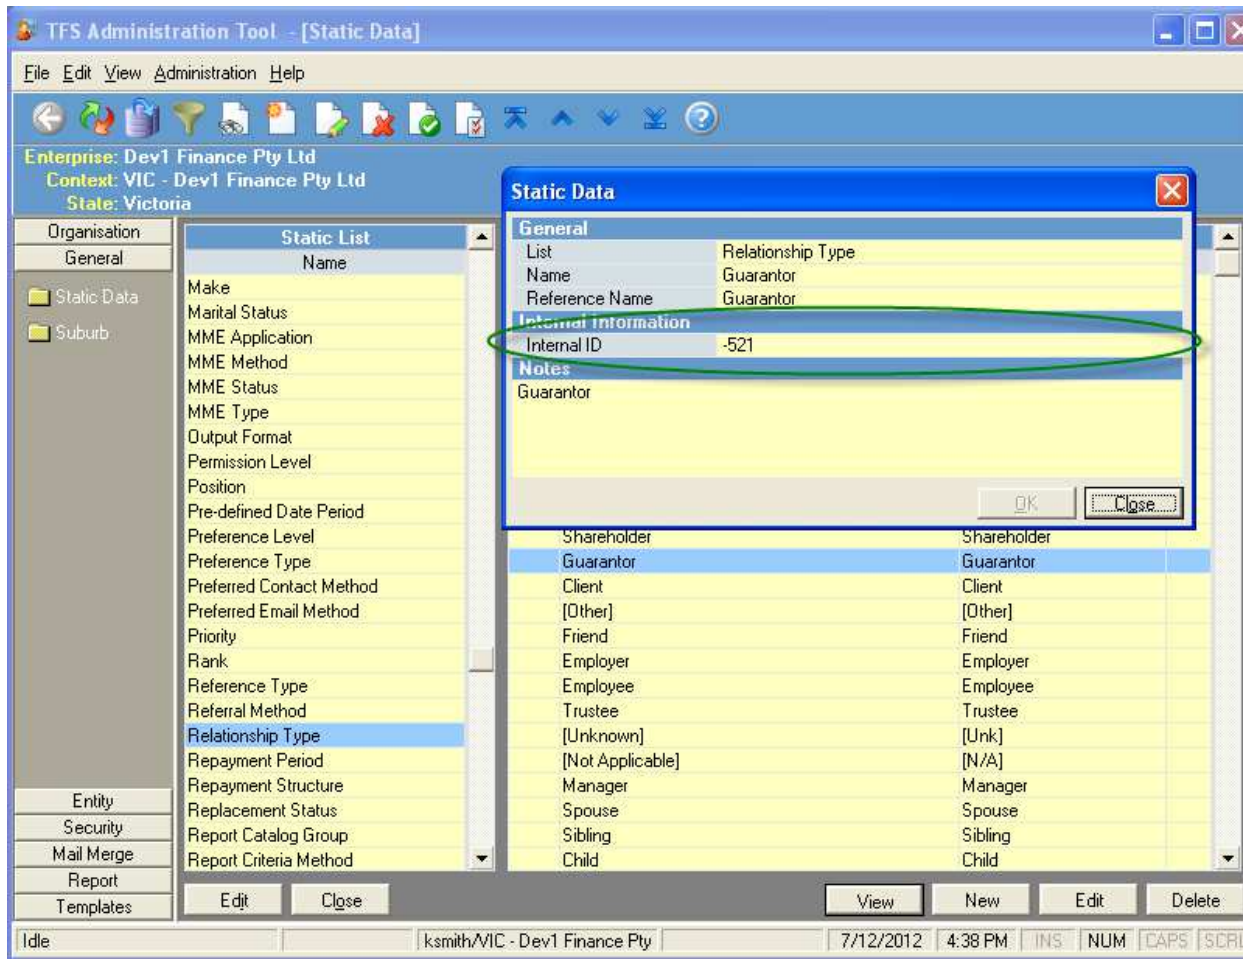 TFS Administration Tool - [Static Data]
File Edit View Administration Help
Enterprise: Dev1 Finance Pty Ltd
Context: VIC - Dev1 Finance Pty Ltd
State: Victoria
Organisation
General
Static Data
Suburb
Entity
Security
Mail Merge
Report
Templates
Static List
Name
Make
Marital Status
MME Application
MME Method
MME Status
MME Type
Output Format
Permission Level
Position
Pre-defined Date Period
Preference Level
Preference Type
Preferred Contact Method
Preferred Email Method
Priority
Rank
Reference Type
Referral Method
Relationship Type
Repayment Period
Repayment Structure
Replacement Status
Report Catalog Group
Report Criteria Method
Edit Close
Static Data
General
List Relationship Type
Name Guarantor
Reference Name Guarantor
Internal Information
Internal ID -521
Notes
Guarantor
OK Close
Shareholder Shareholder
Guarantor Guarantor
Client Client
[Other] [Other]
Friend Friend
Employer Employer
Employee Employee
Trustee Trustee
[Unknown] [Unk]
[Not Applicable] [N/A]
Manager Manager
Spouse Spouse
Sibling Sibling
Child Child
View New Edit Delete
Idle ksmith/VIC - Dev1 Finance Pty 7/12/2012 4:38 PM INS NUM CAPS SCRL